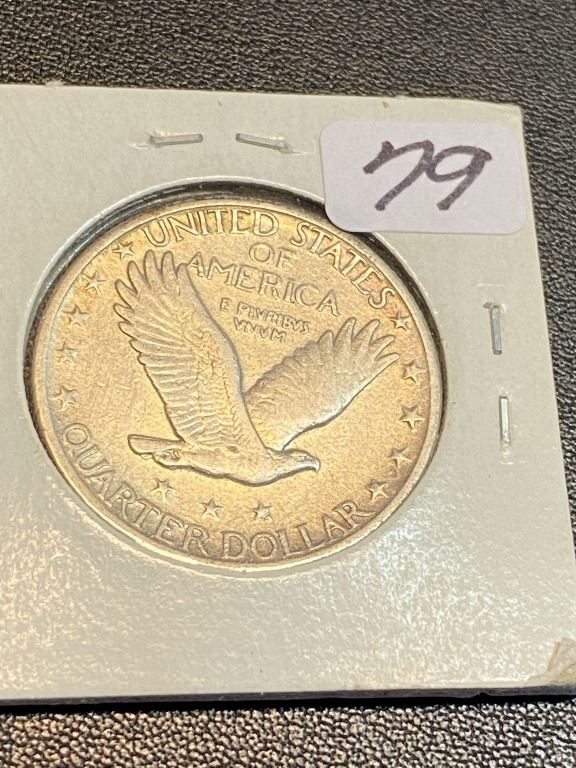 79
UNITED STATES
OF
AMERICA
E PLURIBUS
UNUM
QUARTER DOLLAR